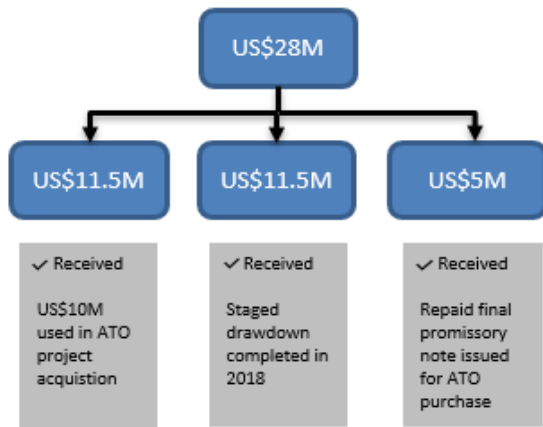 US$28M
US$11.5M
US$11.5M
US$5M
✓ Received
US$10M
used in ATO
project
acquistion
✓ Received
Staged
drawdown
completed in
2018
✓ Received
Repaid final
promissory
note issued
for ATO
purchase